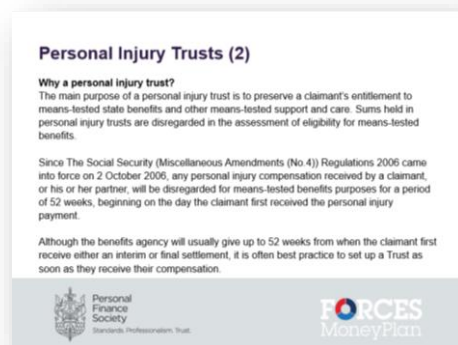 Personal Injury Trusts (2)
Why a personal injury trust?
The main purpose of a personal injury trust is to preserve a claimant's entitlement to
means-tested state benefits and other means-tested support and care. Sums held in
personal injury trusts are disregarded in the assessment of eligibility for means-tested
benefits.
Since The Social Security (Miscellaneous Amendments (No.4)) Regulations 2006 came
into force on 2 October 2006, any personal injury compensation received by a claimant,
or his or her partner, will be disregarded for means-tested benefits purposes for a period
of 52 weeks, beginning on the day the claimant first received the personal injury
payment.
Although the benefits agency will usually give up to 52 weeks from when the claimant first
receive either an interim or final settlement, it is often best practice to set up a Trust as
soon as they receive their compensation.
Personal
Finance
Society
Standards. Professionalism. Trust.
FORCES
MoneyPlan